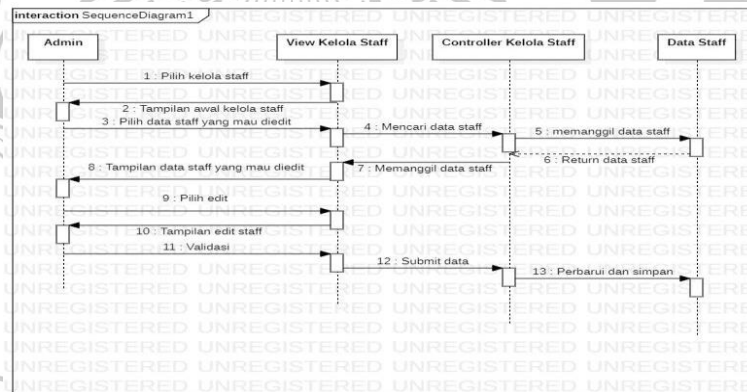 interaction SequenceDiagram1
Admin
View Kelola Staff
Controller Kelola Staff
Data Staff
1 : Pilih kelola staff
2 : Tampilan awal kelola staff
3 : Pilih data staff yang mau diedit
4 : Mencari data staff
5 : memanggil data staff
6 : Return data staff
7 : Memanggil data staff
8 : Tampilan data staff yang mau diedit
9 : Pilih edit
10 : Tampilan edit staff
11 : Validasi
12 : Submit data
13 : Perbarui dan simpan
UNREGISTERED